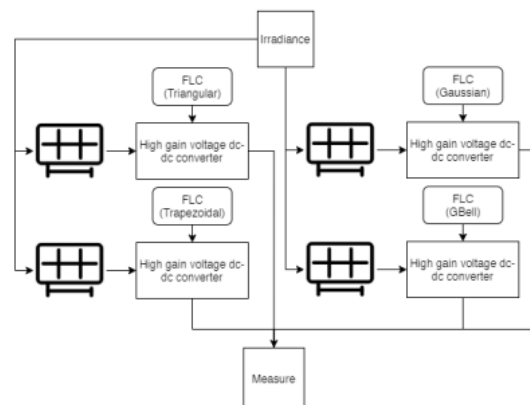 Irradiance
FLC
(Triangular)
FLC
(Gaussian)
High gain voltage dc-
dc converter
High gain voltage dc-
dc converter
FLC
(Trapezoidal)
FLC
(GBell)
High gain voltage dc-
dc converter
High gain voltage dc-
dc converter
Measure